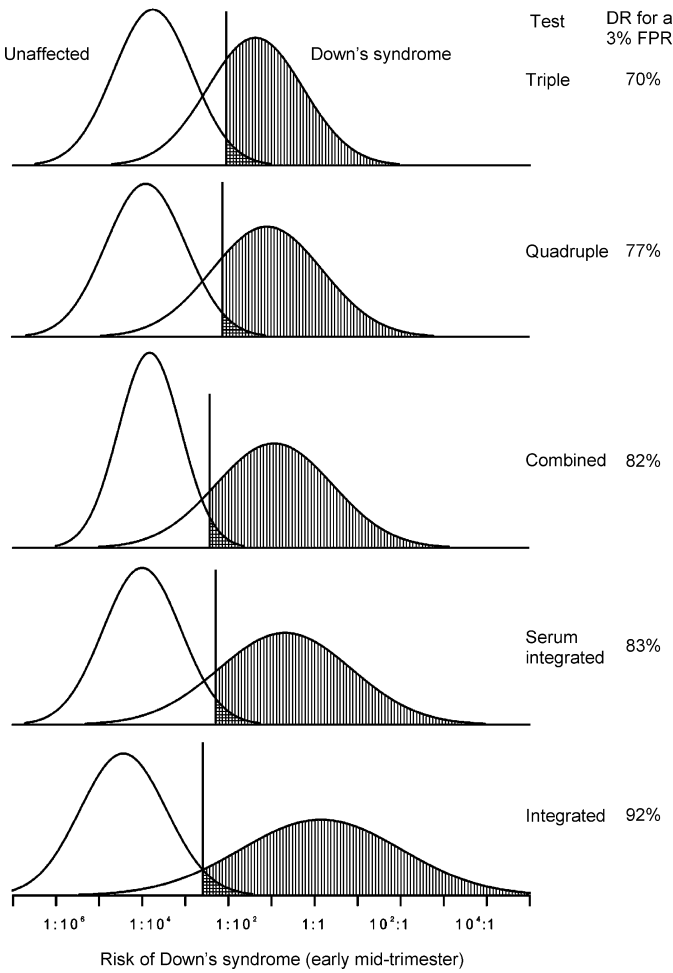 Test
DR for a
3% FPR
Unaffected
Down's syndrome
Triple
70%
Quadruple
77%
Combined
82%
Serum
integrated
83%
Integrated
92%
1:10⁶
1:10⁴
1:10²
1:1
10²:1
10⁴:1
Risk of Down's syndrome (early mid-trimester)